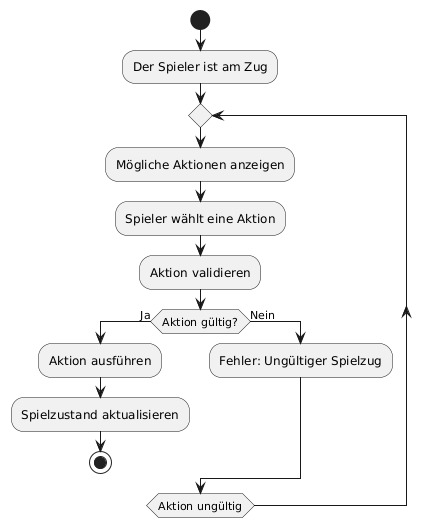 Der Spieler ist am Zug
Mögliche Aktionen anzeigen
Spieler wählt eine Aktion
Aktion validieren
Aktion gültig?
Ja
Nein
Aktion ausführen
Fehler: Ungültiger Spielzug
Spielzustand aktualisieren
Aktion ungültig